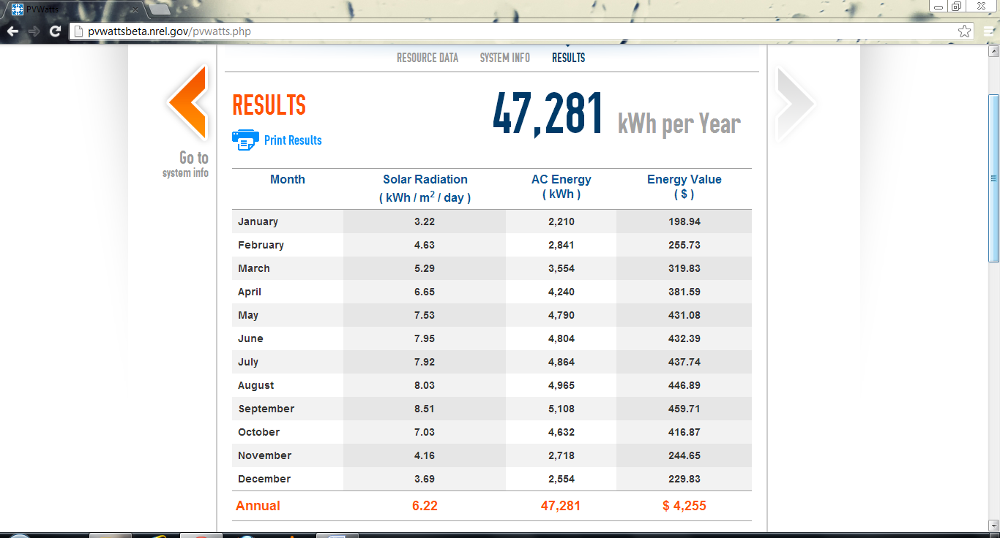 PVWatts
pvwattsbeta.nrel.gov/pvwatts.php
RESOURCE DATA SYSTEM INFO RESULTS
RESULTS
47,281 kWh per Year
Print Results
Go to
system info
Month Solar Radiation AC Energy Energy Value
( kWh / m² / day ) ( kWh ) ( $ )
January 3.22 2,210 198.94
February 4.63 2,841 255.73
March 5.29 3,554 319.83
April 6.65 4,240 381.59
May 7.53 4,790 431.08
June 7.95 4,804 432.39
July 7.92 4,864 437.74
August 8.03 4,965 446.89
September 8.51 5,108 459.71
October 7.03 4,632 416.87
November 4.16 2,718 244.65
December 3.69 2,554 229.83
Annual 6.22 47,281 $ 4,255